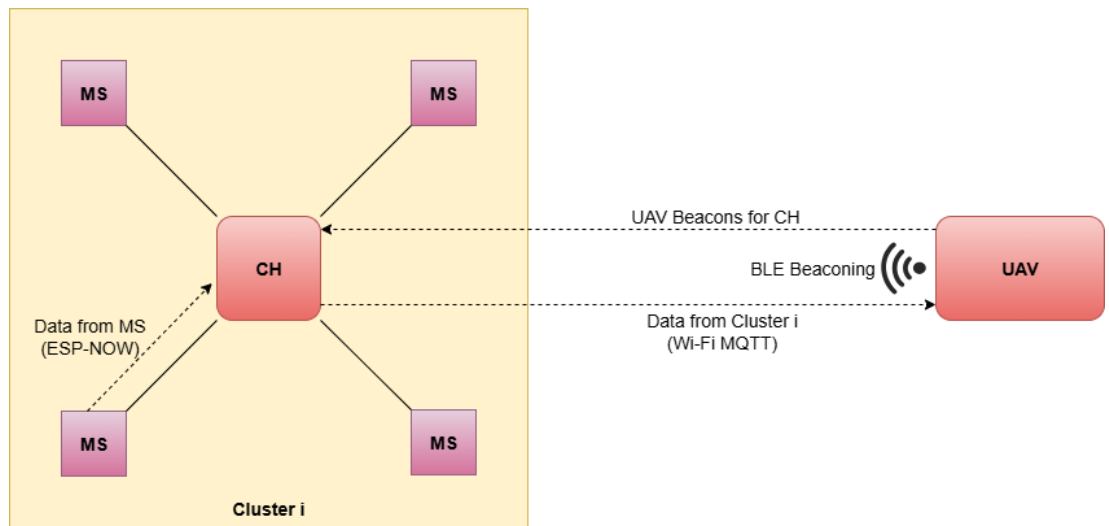 MS
MS
UAV Beacons for CH
CH
BLE Beaconing
UAV
Data from MS
(ESP-NOW)
Data from Cluster i
(Wi-Fi MQTT)
MS
MS
Cluster i